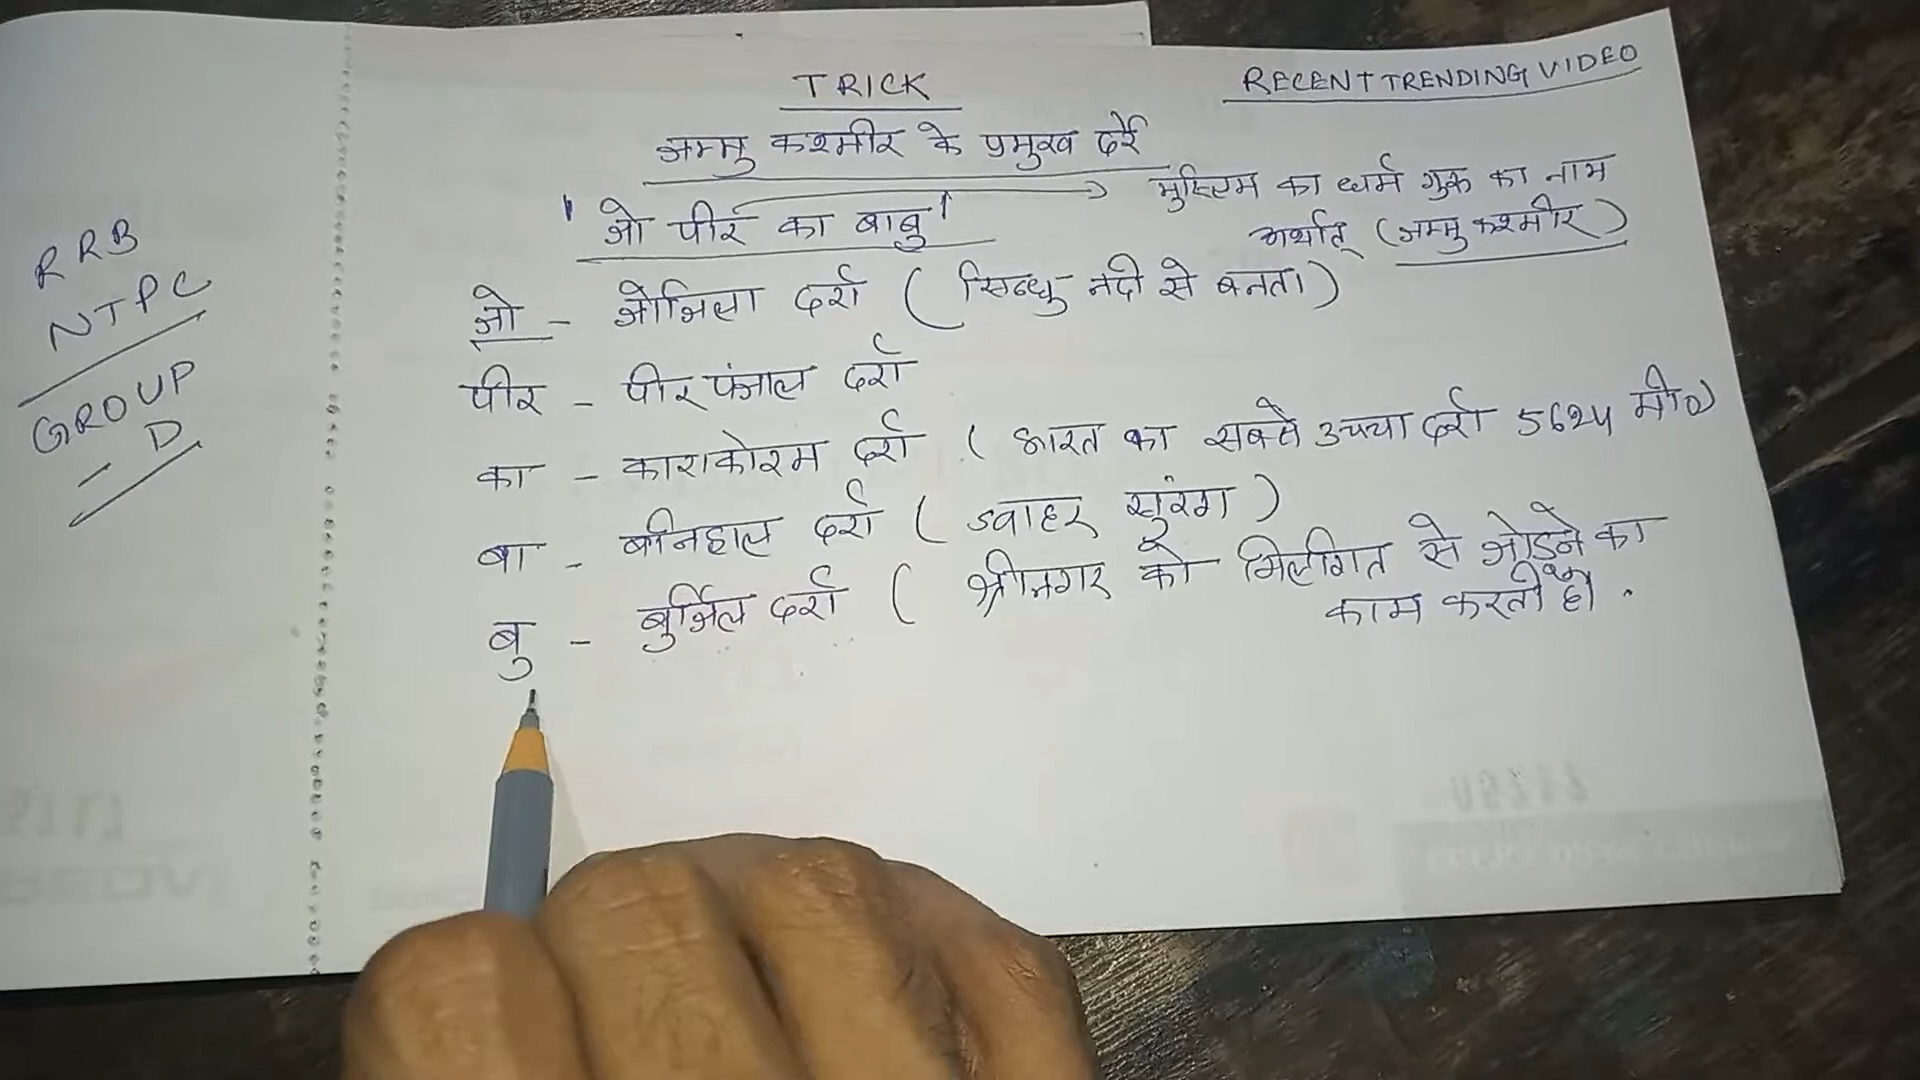 TRICK
RECENT TRENDING VIDEO
जम्मु कश्मीर के प्रमुख दर्रे
'जो पीर का बाबु'
मुस्लिम का धर्म गुरु का नाम
अर्थात् (जम्मु कश्मीर)
जो - जोजिला दर्रा (सिन्धु नदी से बनता)
पीर - पीर पंजाल दर्रा
का - काराकोरम दर्रा (भारत का सबसे उच्चा दर्रा 5624 मी०)
बा - बनिहाल दर्रा (जवाहर सुरंग)
बु - बुर्जिल दर्रा (श्रीनगर को गिलगित से जोड़ने का
काम करती है।
RRB
NTPC
GROUP
- D